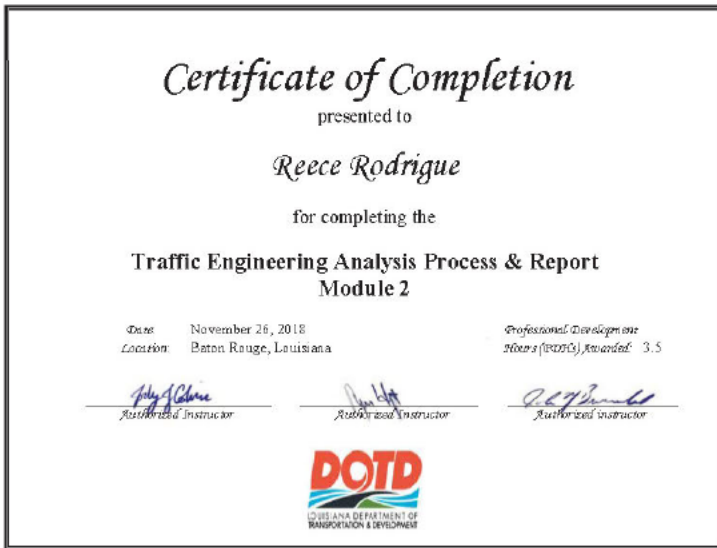 Certificate of Completion
presented to
Reece Rodrigue
for completing the
Traffic Engineering Analysis Process & Report
Module 2
Date: November 26, 2018
Location: Baton Rouge, Louisiana
Professional Development
Hours (PDHs) Awarded: 3.5
Authorized Instructor
Authorized Instructor
Authorized instructor
DOTD
LOUISIANA DEPARTMENT OF
TRANSPORTATION & DEVELOPMENT